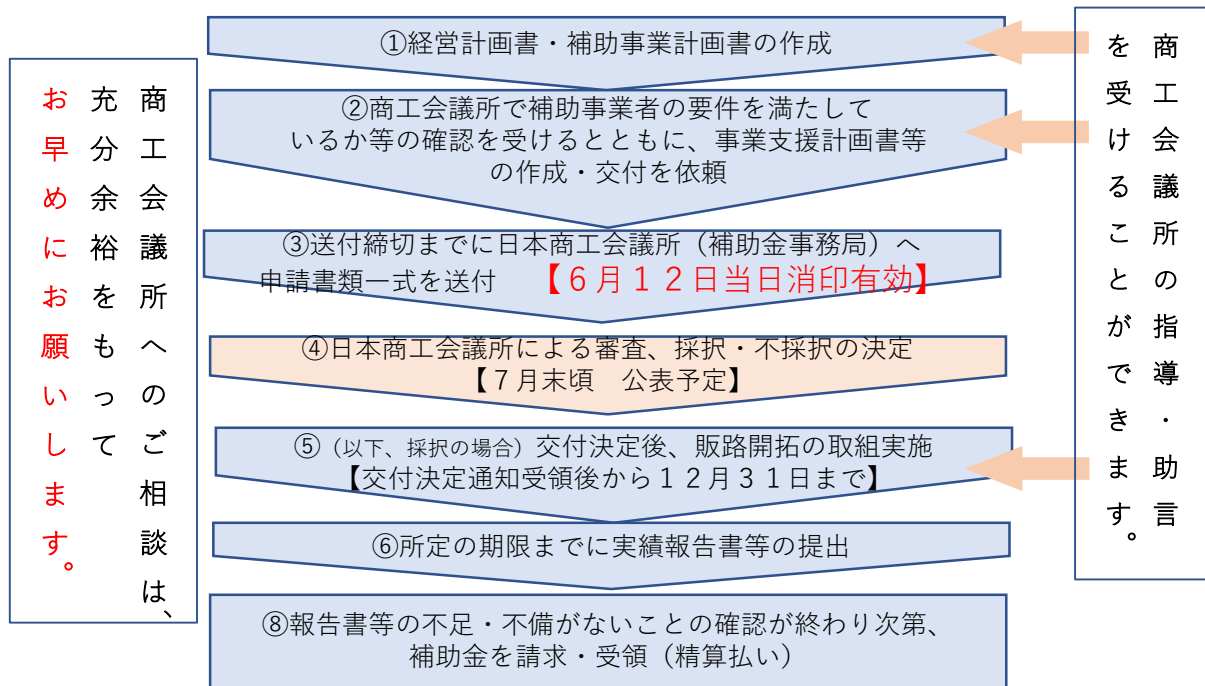 ①経営計画書・補助事業計画書の作成
②商工会議所で補助事業者の要件を満たして
いるか等の確認を受けるとともに、事業支援計画書等
の作成・交付を依頼
③送付締切までに日本商工会議所（補助金事務局）へ
申請書類一式を送付　【６月１２日当日消印有効】
④日本商工会議所による審査、採択・不採択の決定
【７月末頃　公表予定】
⑤（以下、採択の場合）交付決定後、販路開拓の取組実施
【交付決定通知受領後から１２月３１日まで】
⑥所定の期限までに実績報告書等の提出
⑧報告書等の不足・不備がないことの確認が終わり次第、
補助金を請求・受領（精算払い）
商工会議所の指導・助言
を受けることができます。
商工会議所へのご相談は、
充分余裕をもって
お早めにお願いします。